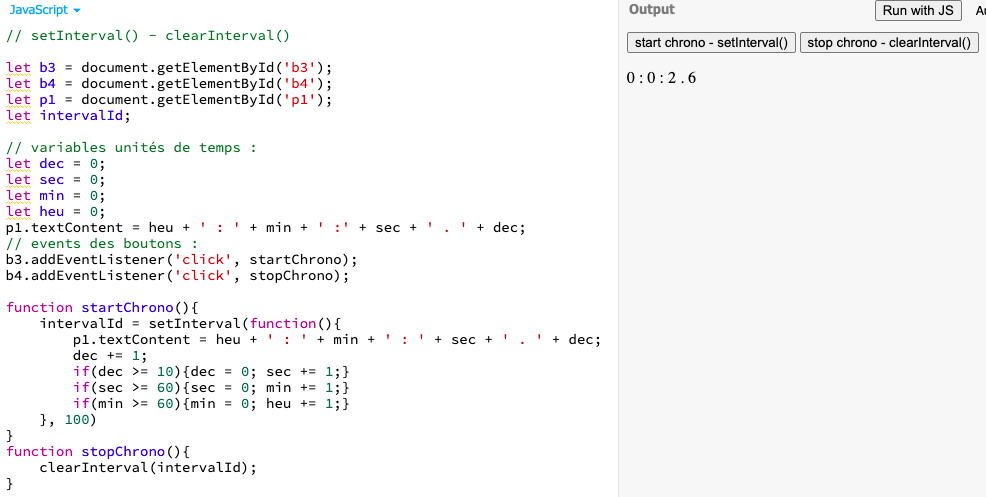 JavaScript
// setInterval() - clearInterval()
let b3 = document.getElementById('b3');
let b4 = document.getElementById('b4');
let p1 = document.getElementById('p1');
let intervalId;
// variables unités de temps :
let dec = 0;
let sec = 0;
let min = 0;
let heu = 0;
p1.textContent = heu + ' : ' + min + ' :' + sec + ' . ' + dec;
// events des boutons :
b3.addEventListener('click', startChrono);
b4.addEventListener('click', stopChrono);
function startChrono(){
    intervalId = setInterval(function(){
        p1.textContent = heu + ' : ' + min + ' : ' + sec + ' . ' + dec;
        dec += 1;
        if(dec >= 10){dec = 0; sec += 1;}
        if(sec >= 60){sec = 0; min += 1;}
        if(min >= 60){min = 0; heu += 1;}
    }, 100)
}
function stopChrono(){
    clearInterval(intervalId);
}
Output
Run with JS
start chrono - setInterval() stop chrono - clearInterval()
0 : 0 : 2 . 6